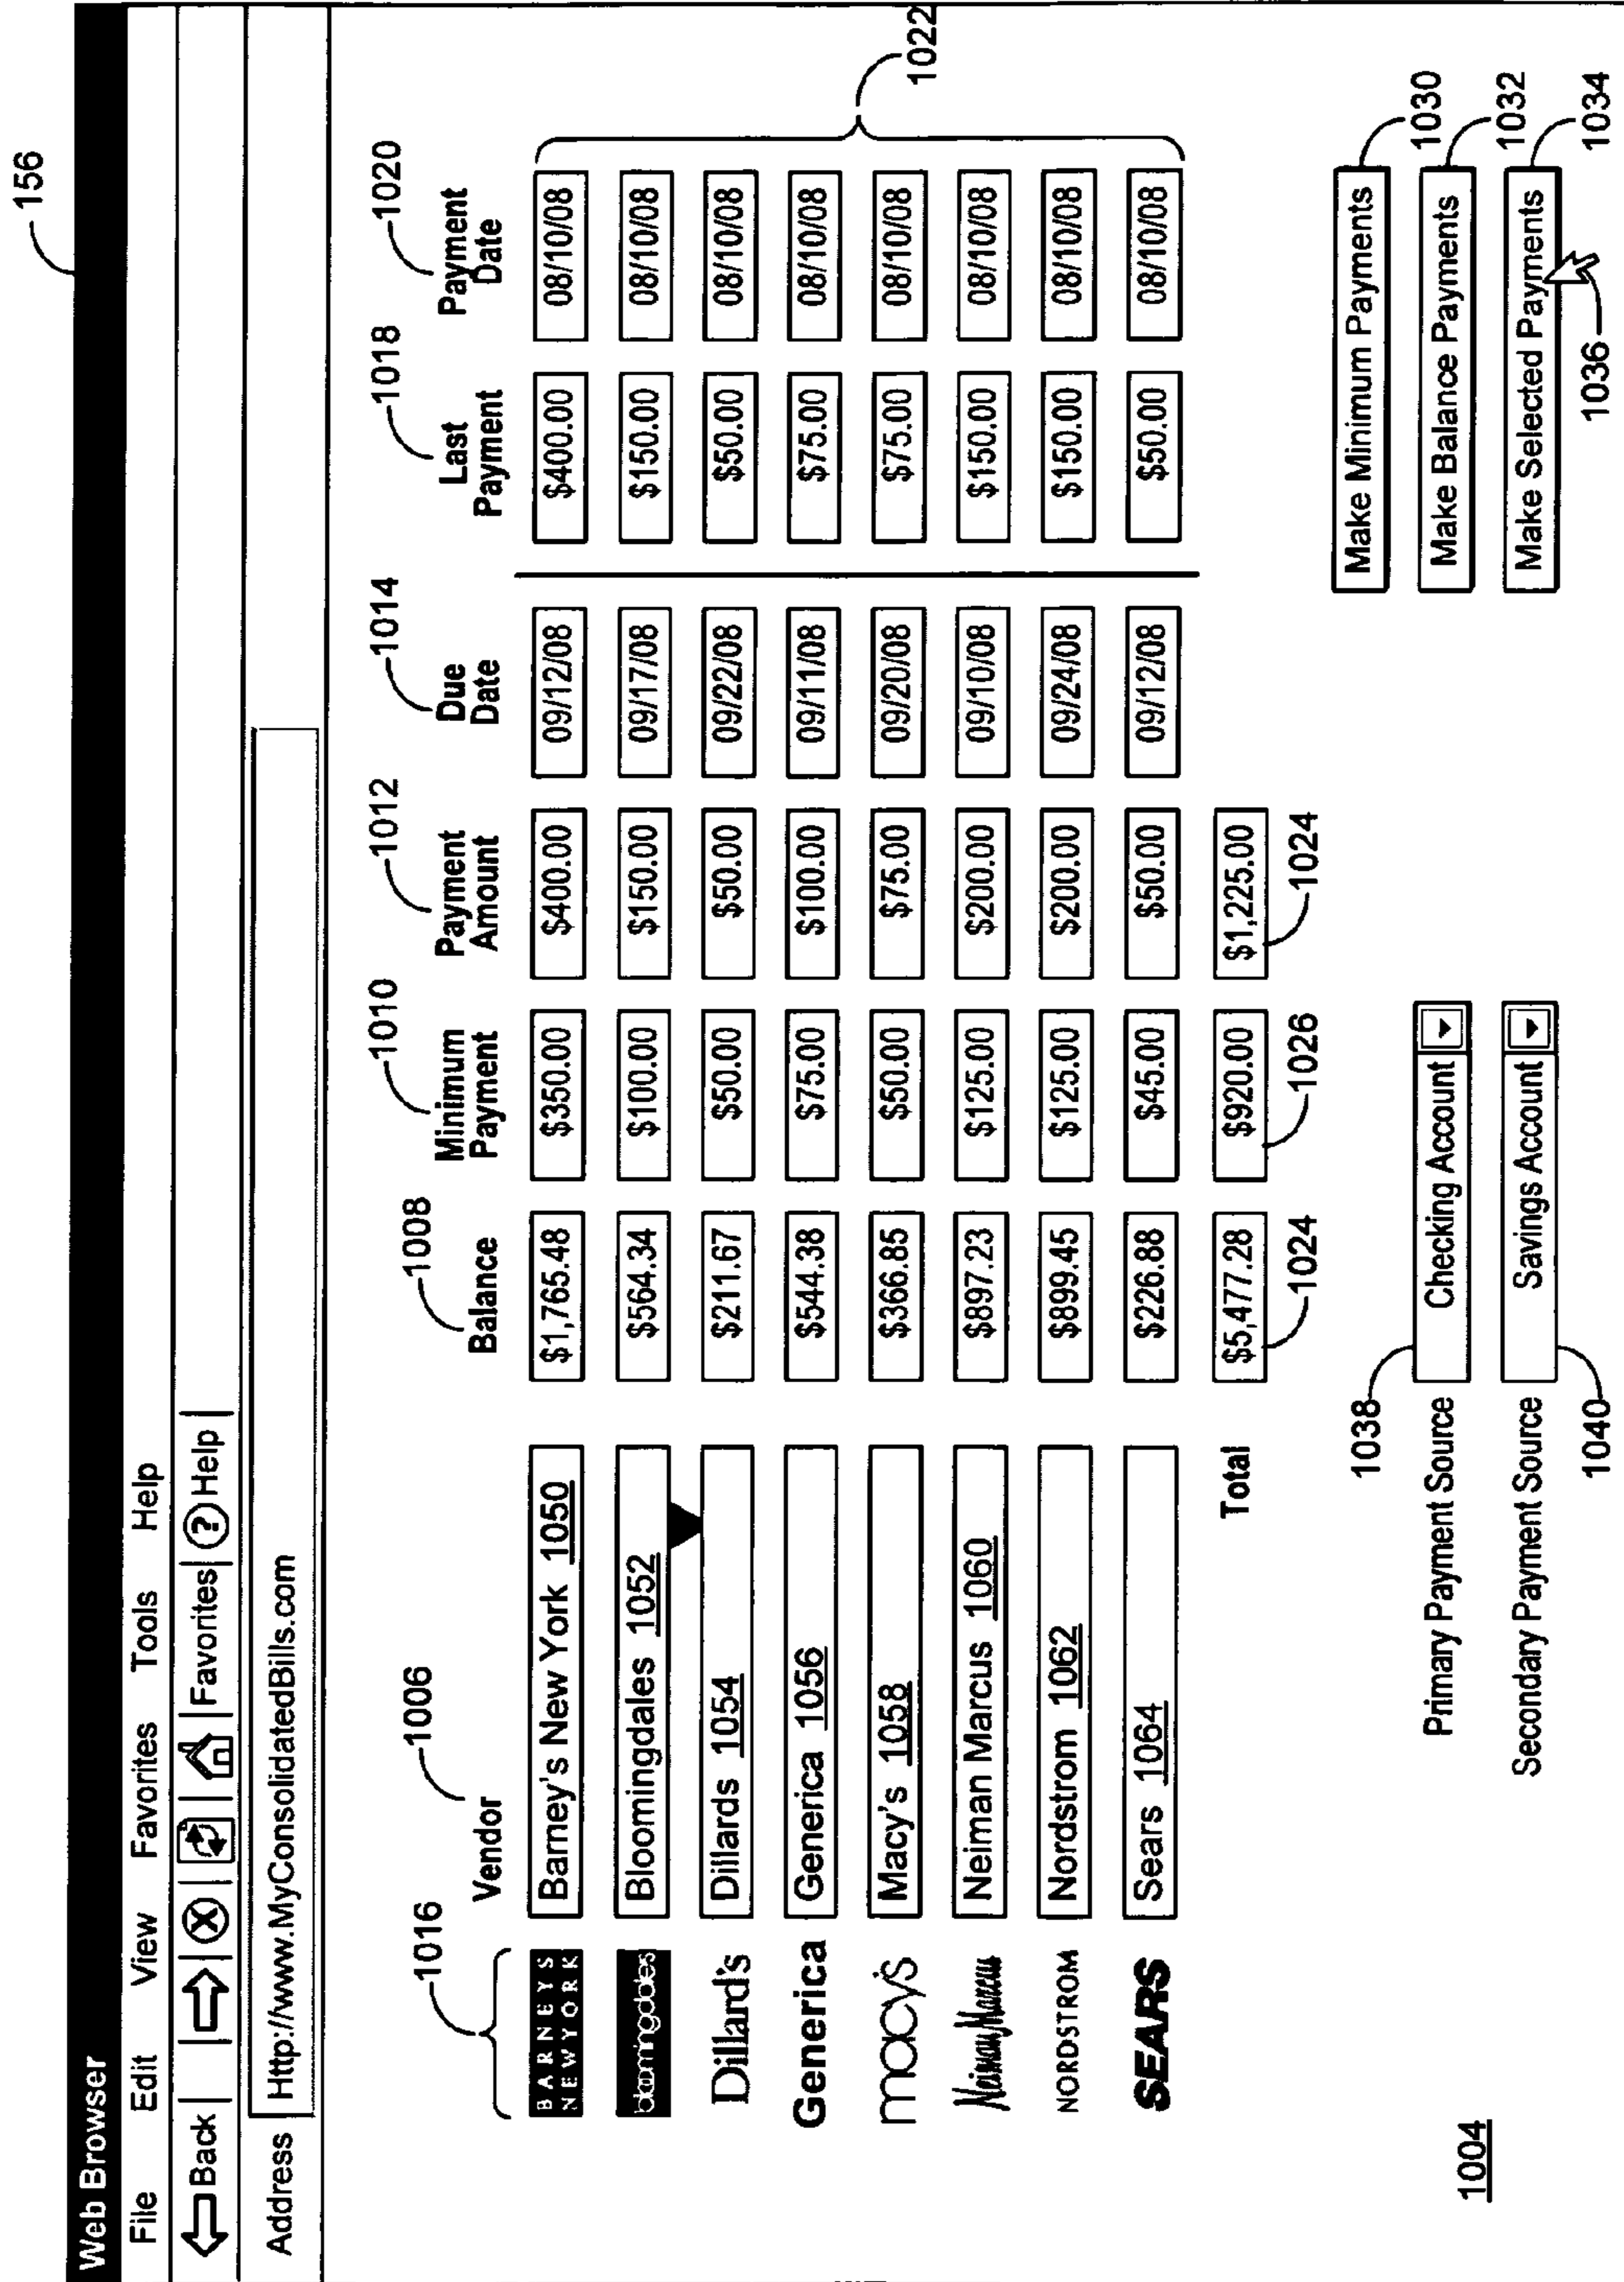 156
Web Browser
File Edit View Favorites Tools Help
Back Favorites ? Help
Address Http://www.MyConsolidatedBills.com
1016 1006 1008 1010 1012 1014 1018 1020
Vendor Balance Minimum Payment Payment Amount Due Date Last Payment Payment Date
BARNEYS NEW YORK Barney's New York 1050 $1,765.48 $350.00 $400.00 09/12/08 $400.00 08/10/08
bloomingdales Bloomingdales 1052 $564.34 $100.00 $150.00 09/17/08 $150.00 08/10/08
Dillard's Dillards 1054 $211.67 $50.00 $50.00 09/22/08 $50.00 08/10/08
Generica Generica 1056 $544.38 $75.00 $100.00 09/11/08 $75.00 08/10/08
macy's Macy's 1058 $366.85 $50.00 $75.00 09/20/08 $75.00 08/10/08
Neiman Marcus Neiman Marcus 1060 $897.23 $125.00 $200.00 09/10/08 $150.00 08/10/08
NORDSTROM Nordstrom 1062 $899.45 $125.00 $200.00 09/24/08 $150.00 08/10/08
SEARS Sears 1064 $226.88 $45.00 $50.00 09/12/08 $50.00 08/10/08
1022
Total $5,477.28 $920.00 $1,225.00
1024 1026 1024
Make Minimum Payments 1030
1038
Primary Payment Source Checking Account Make Balance Payments 1032
Secondary Payment Source Savings Account Make Selected Payments 1034
1040 1036
1004